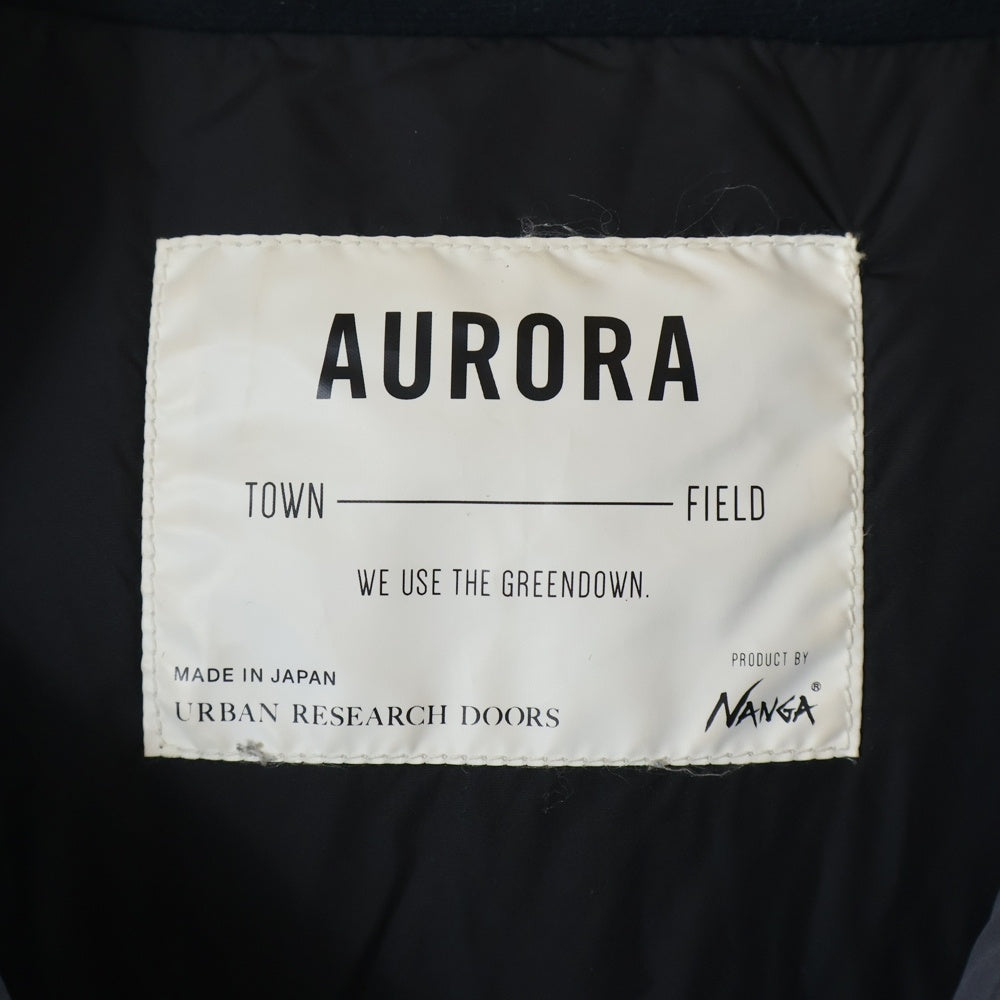 AURORA
TOWN FIELD
WE USE THE GREENDOWN.
PRODUCT BY
MADE IN JAPAN
NANGA®
URBAN RESEARCH DOORS